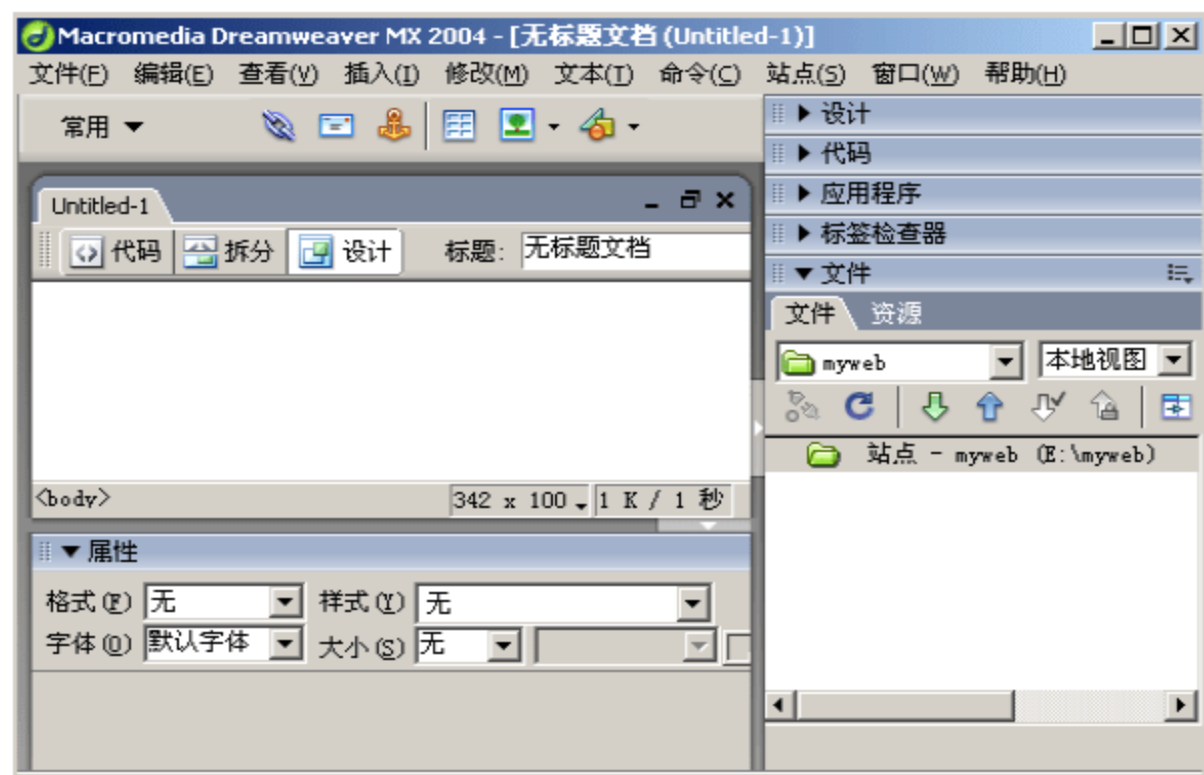 Macromedia Dreamweaver MX 2004 - [无标题文档 (Untitled-1)]
文件(F) 编辑(E) 查看(V) 插入(I) 修改(M) 文本(T) 命令(C) 站点(S) 窗口(W) 帮助(H)
常用
Untitled-1
代码 拆分 设计 标题: 无标题文档
<body> 342 x 100 1 K / 1 秒
属性
格式(F) 无 样式(Y) 无
字体(O) 默认字体 大小(S) 无
设计
代码
应用程序
标签检查器
文件
文件 资源
myweb 本地视图
站点 - myweb (E:\myweb)